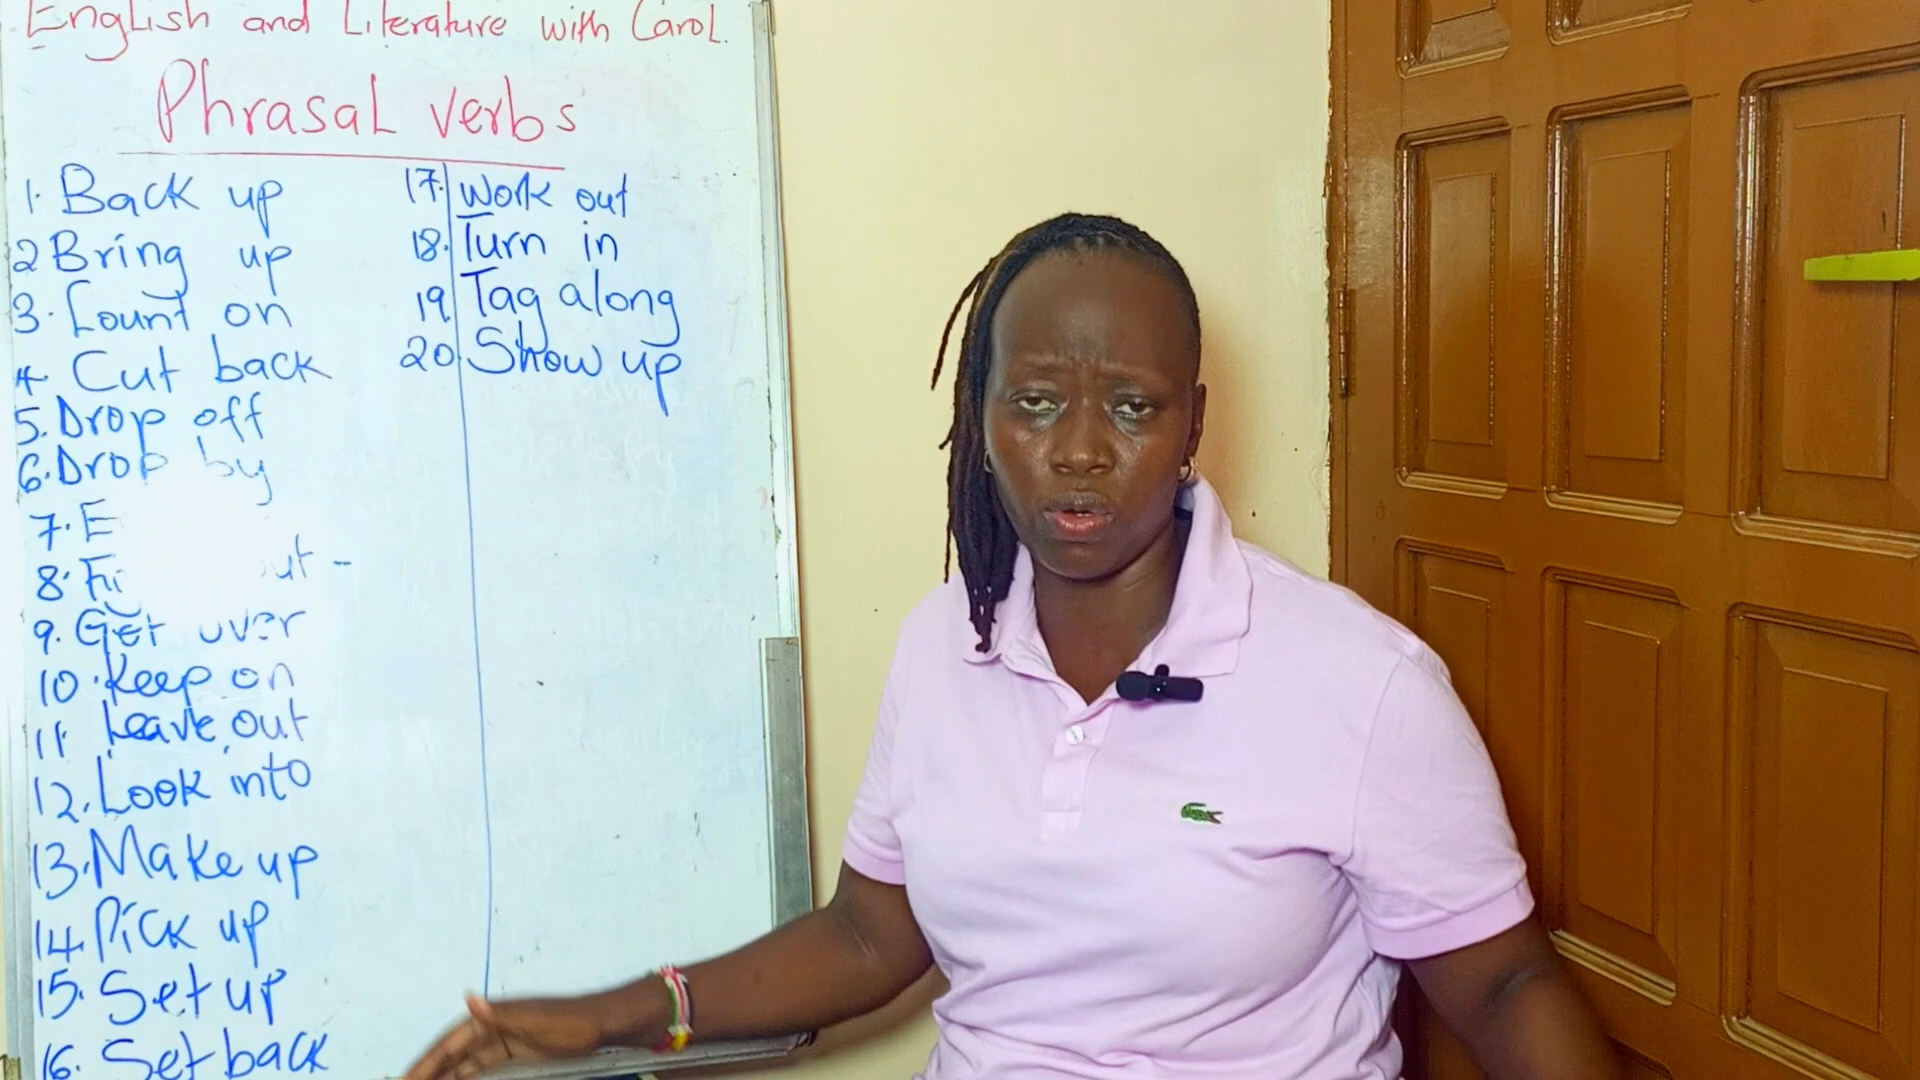 English and Literature with Carol.
Phrasal verbs
1. Back up
2 Bring up
3. Count on
4. Cut back
5. Drop off
6. Drop by
7. E
8. Fi ut -
9. Get over
10. Keep on
11 Leave out
12. Look into
13. Make up
14. Pick up
15. Set up
16. Set back
17. Work out
18. Turn in
19 Tag along
20. Show up